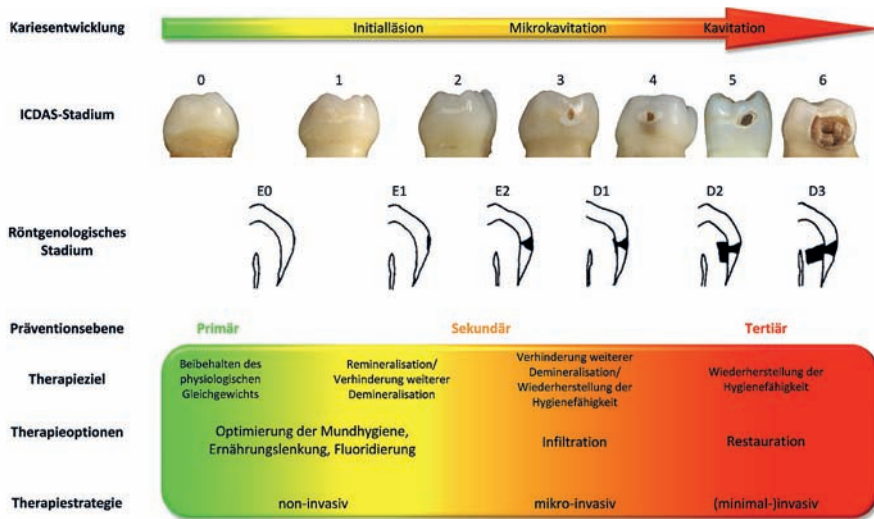 Kariesentwicklung
Initialläsion Mikrokavitation Kavitation
0 1 2 3 4 5 6
ICDAS-Stadium
E0 E1 E2 D1 D2 D3
Röntgenologisches
Stadium
Präventionsebene
Primär Sekundär Tertiär
Therapieziel
Beibehalten des
physiologischen
Gleichgewichts
Remineralisation/
Verhinderung weiterer
Demineralisation
Verhinderung weiterer
Demineralisation/
Wiederherstellung der
Hygienefähigkeit
Wiederherstellung der
Hygienefähigkeit
Therapieoptionen
Optimierung der Mundhygiene,
Ernährungslenkung, Fluoridierung
Infiltration
Restauration
Therapiestrategie
non-invasiv mikro-invasiv (minimal-)invasiv